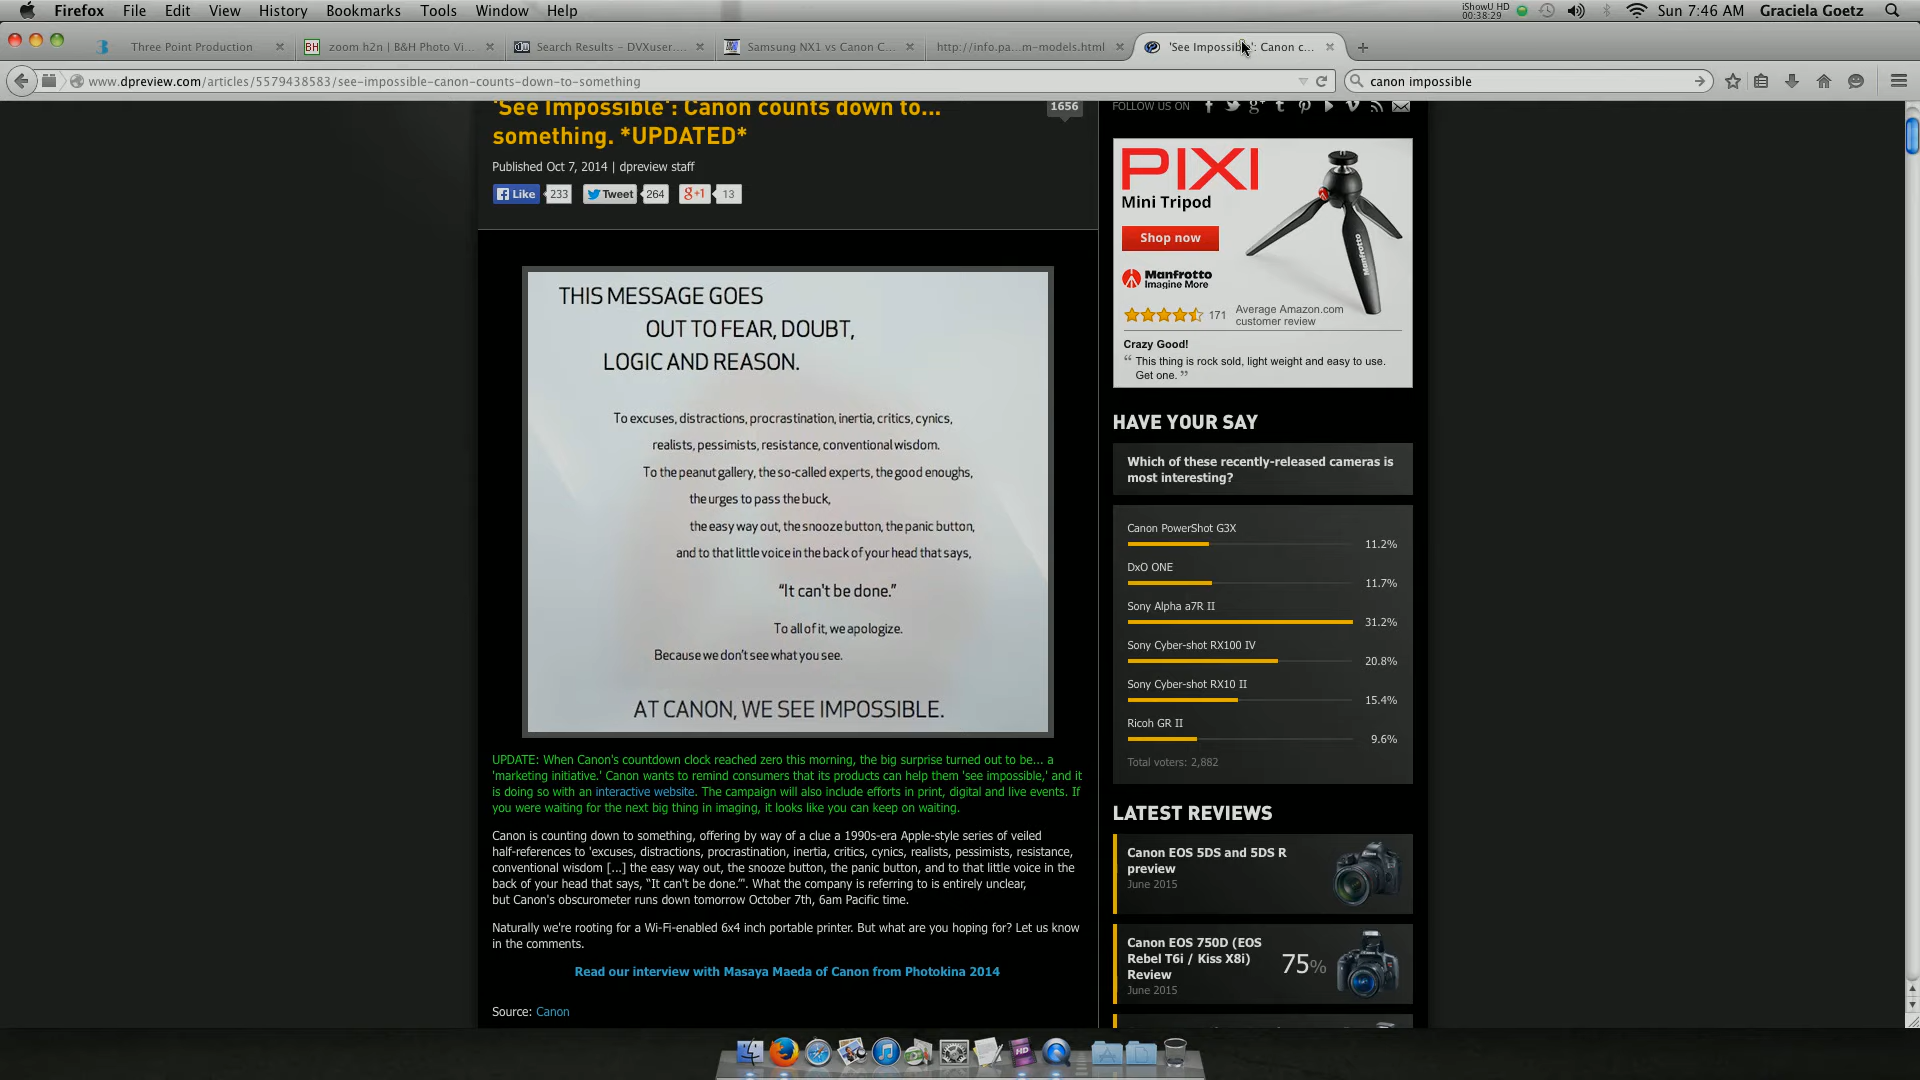 Firefox File Edit View History Bookmarks Tools Window Help iShowU HD 00:38:29 Sun 7:46 AM Graciela Goetz
Three Point Production
zoom h2n | B&H Photo Vi...
Search Results – DVXuser....
Samsung NX1 vs Canon C...
http://info.pa...m-models.html
'See Impossible': Canon c...
www.dpreview.com/articles/5579438583/see-impossible-canon-counts-down-to-something
canon impossible
'See Impossible': Canon counts down to...
something. *UPDATED*
1656
Published Oct 7, 2014 | dpreview staff
Like 233 Tweet 264 g+1 13
THIS MESSAGE GOES
OUT TO FEAR, DOUBT,
LOGIC AND REASON.
To excuses, distractions, procrastination, inertia, critics, cynics,
realists, pessimists, resistance, conventional wisdom.
To the peanut gallery, the so-called experts, the good enoughs,
the urges to pass the buck,
the easy way out, the snooze button, the panic button,
and to that little voice in the back of your head that says,
“It can't be done.”
To all of it, we apologize.
Because we don't see what you see.
AT CANON, WE SEE IMPOSSIBLE.
UPDATE: When Canon's countdown clock reached zero this morning, the big surprise turned out to be... a
'marketing initiative.' Canon wants to remind consumers that its products can help them 'see impossible,' and it
is doing so with an interactive website. The campaign will also include efforts in print, digital and live events. If
you were waiting for the next big thing in imaging, it looks like you can keep on waiting.
Canon is counting down to something, offering by way of a clue a 1990s-era Apple-style series of veiled
half-references to 'excuses, distractions, procrastination, inertia, critics, cynics, realists, pessimists, resistance,
conventional wisdom [...] the easy way out, the snooze button, the panic button, and to that little voice in the
back of your head that says, “It can't be done.”'. What the company is referring to is entirely unclear,
but Canon's obscurometer runs down tomorrow October 7th, 6am Pacific time.
Naturally we're rooting for a Wi-Fi-enabled 6x4 inch portable printer. But what are you hoping for? Let us know
in the comments.
Read our interview with Masaya Maeda of Canon from Photokina 2014
Source: Canon
FOLLOW US ON
PIXI
Mini Tripod
Shop now
Manfrotto
Imagine More
Manfrotto
171 Average Amazon.com
customer review
Crazy Good!
“ This thing is rock sold, light weight and easy to use.
Get one. ”
HAVE YOUR SAY
Which of these recently-released cameras is
most interesting?
Canon PowerShot G3X
11.2%
DxO ONE
11.7%
Sony Alpha a7R II
31.2%
Sony Cyber-shot RX100 IV
20.8%
Sony Cyber-shot RX10 II
15.4%
Ricoh GR II
9.6%
Total voters: 2,882
LATEST REVIEWS
Canon EOS 5DS and 5DS R
preview
June 2015
Canon EOS 750D (EOS
Rebel T6i / Kiss X8i)
Review
June 2015
75%
HD